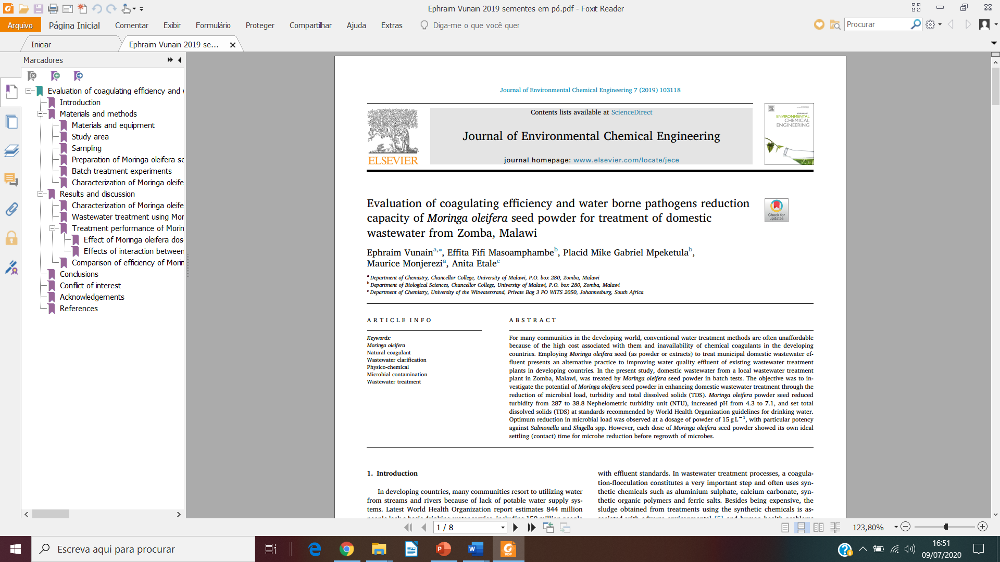 Ephraim Vunain 2019 sementes em pó.pdf - Foxit Reader
Arquivo
Página Inicial
Comentar
Exibir
Formulário
Proteger
Compartilhar
Ajuda
Extras
Diga-me o que você quer
Procurar
Iniciar
Ephraim Vunain 2019 se...
Marcadores
Evaluation of coagulating efficiency and
Introduction
Materials and methods
Materials and equipment
Study area
Sampling
Preparation of Moringa oleifera se
Batch treatment experiments
Characterization of Moringa oleife
Results and discussion
Characterization of Moringa oleife
Wastewater treatment using Mor
Treatment performance of Morin
Effect of Moringa oleifera dos
Effects of interaction between
Comparison of efficiency of Morin
Conclusions
Conflict of interest
Acknowledgements
References
Journal of Environmental Chemical Engineering 7 (2019) 103118
ELSEVIER
Contents lists available at ScienceDirect
Journal of Environmental Chemical Engineering
journal homepage: www.elsevier.com/locate/jece
ENVIRONMENTAL
CHEMICAL
ENGINEERING
Evaluation of coagulating efficiency and water borne pathogens reduction
capacity of Moringa oleifera seed powder for treatment of domestic
wastewater from Zomba, Malawi
Check for
updates
Ephraim Vunain a,*, Effita Fifi Masoamphambe b, Placid Mike Gabriel Mpeketula b,
Maurice Monjerezi a, Anita Etale c
a Department of Chemistry, Chancellor College, University of Malawi, P.O. box 280, Zomba, Malawi
b Department of Biological Sciences, Chancellor College, University of Malawi, P.O. box 280, Zomba, Malawi
c Department of Chemistry, University of the Witwatersrand, Private Bag 3 PO WITS 2050, Johannesburg, South Africa
ARTICLE INFO
Keywords:
Moringa oleifera
Natural coagulant
Wastewater clarification
Physico-chemical
Microbial contamination
Wastewater treatment
ABSTRACT
For many communities in the developing world, conventional water treatment methods are often unaffordable
because of the high cost associated with them and inavailability of chemical coagulants in the developing
countries. Employing Moringa oleifera seed (as powder or extracts) to treat municipal domestic wastewater ef-
fluent presents an alternative practice to improving water quality effluent of existing wastewater treatment
plants in developing countries. In the present study, domestic wastewater from a local wastewater treatment
plant in Zomba, Malawi, was treated by Moringa oleifera seed powder in batch tests. The objective was to in-
vestigate the potential of Moringa oleifera seed powder in enhancing domestic wastewater treatment through the
reduction of microbial load, turbidity and total dissolved solids (TDS). Moringa oleifera powder seed reduced
turbidity from 287 to 38.8 Nephelometric turbidity unit (NTU), increased pH from 4.3 to 7.1, and set total
dissolved solids (TDS) at standards recommended by World Health Organization guidelines for drinking water.
Optimum reduction in microbial load was observed at a dosage of powder of 15 g L−1, with particular potency
against Salmonella and Shigella spp. However, each dose of Moringa oleifera seed powder showed its own ideal
settling (contact) time for microbe reduction before regrowth of microbes.
1. Introduction
In developing countries, many communities resort to utilizing water
from streams and rivers because of lack of potable water supply sys-
tems. Latest World Health Organization report estimates 844 million
people lack a basic drinking water service, including 159 million people
with effluent standards. In wastewater treatment processes, a coagula-
tion-flocculation constitutes a very important step and often uses syn-
thetic chemicals such as aluminium sulphate, calcium carbonate, syn-
thetic organic polymers and ferric salts. Besides being expensive, the
sludge obtained from treatments using the synthetic chemicals is as-
sociated with adverse environmental [5] and human health problems
1 / 8
123,80%
Escreva aqui para procurar
16:51
09/07/2020